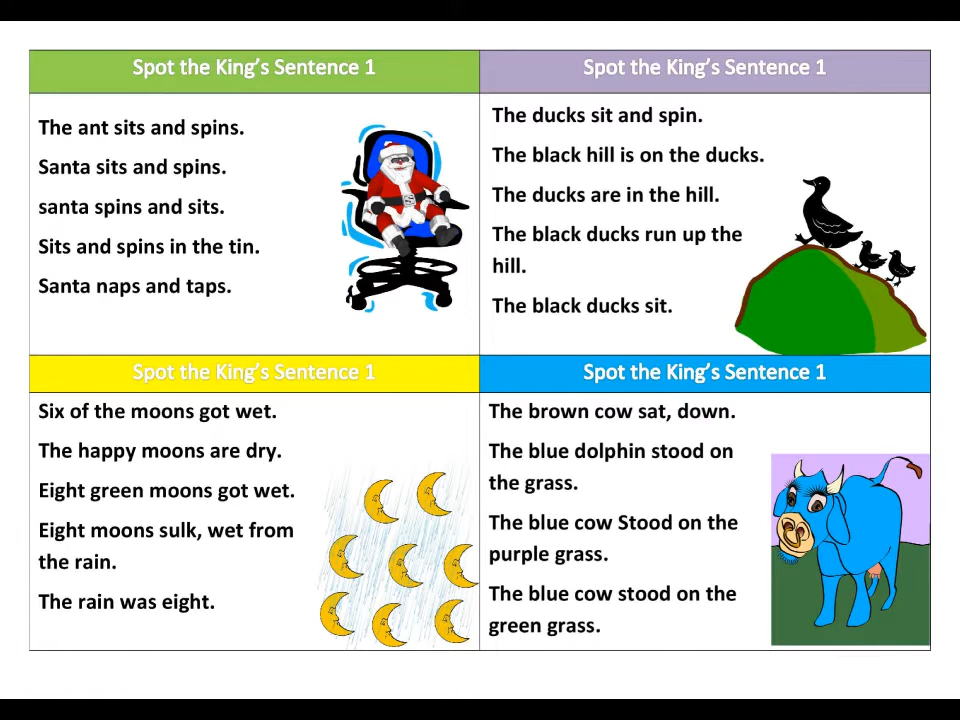 Spot the King's Sentence 1
The ant sits and spins.
Santa sits and spins.
santa spins and sits.
Sits and spins in the tin.
Santa naps and taps.
Spot the King's Sentence 1
The ducks sit and spin.
The black hill is on the ducks.
The ducks are in the hill.
The black ducks run up the
hill.
The black ducks sit.
Spot the King's Sentence 1
Six of the moons got wet.
The happy moons are dry.
Eight green moons got wet.
Eight moons sulk, wet from
the rain.
The rain was eight.
Spot the King's Sentence 1
The brown cow sat, down.
The blue dolphin stood on
the grass.
The blue cow Stood on the
purple grass.
The blue cow stood on the
green grass.